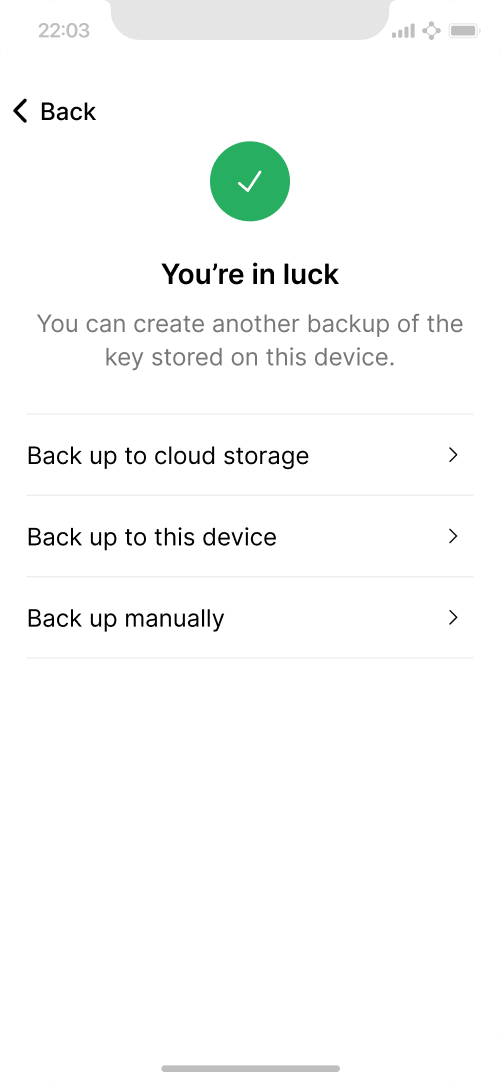 22:03
Back
You’re in luck
You can create another backup of the
key stored on this device.
Back up to cloud storage
Back up to this device
Back up manually